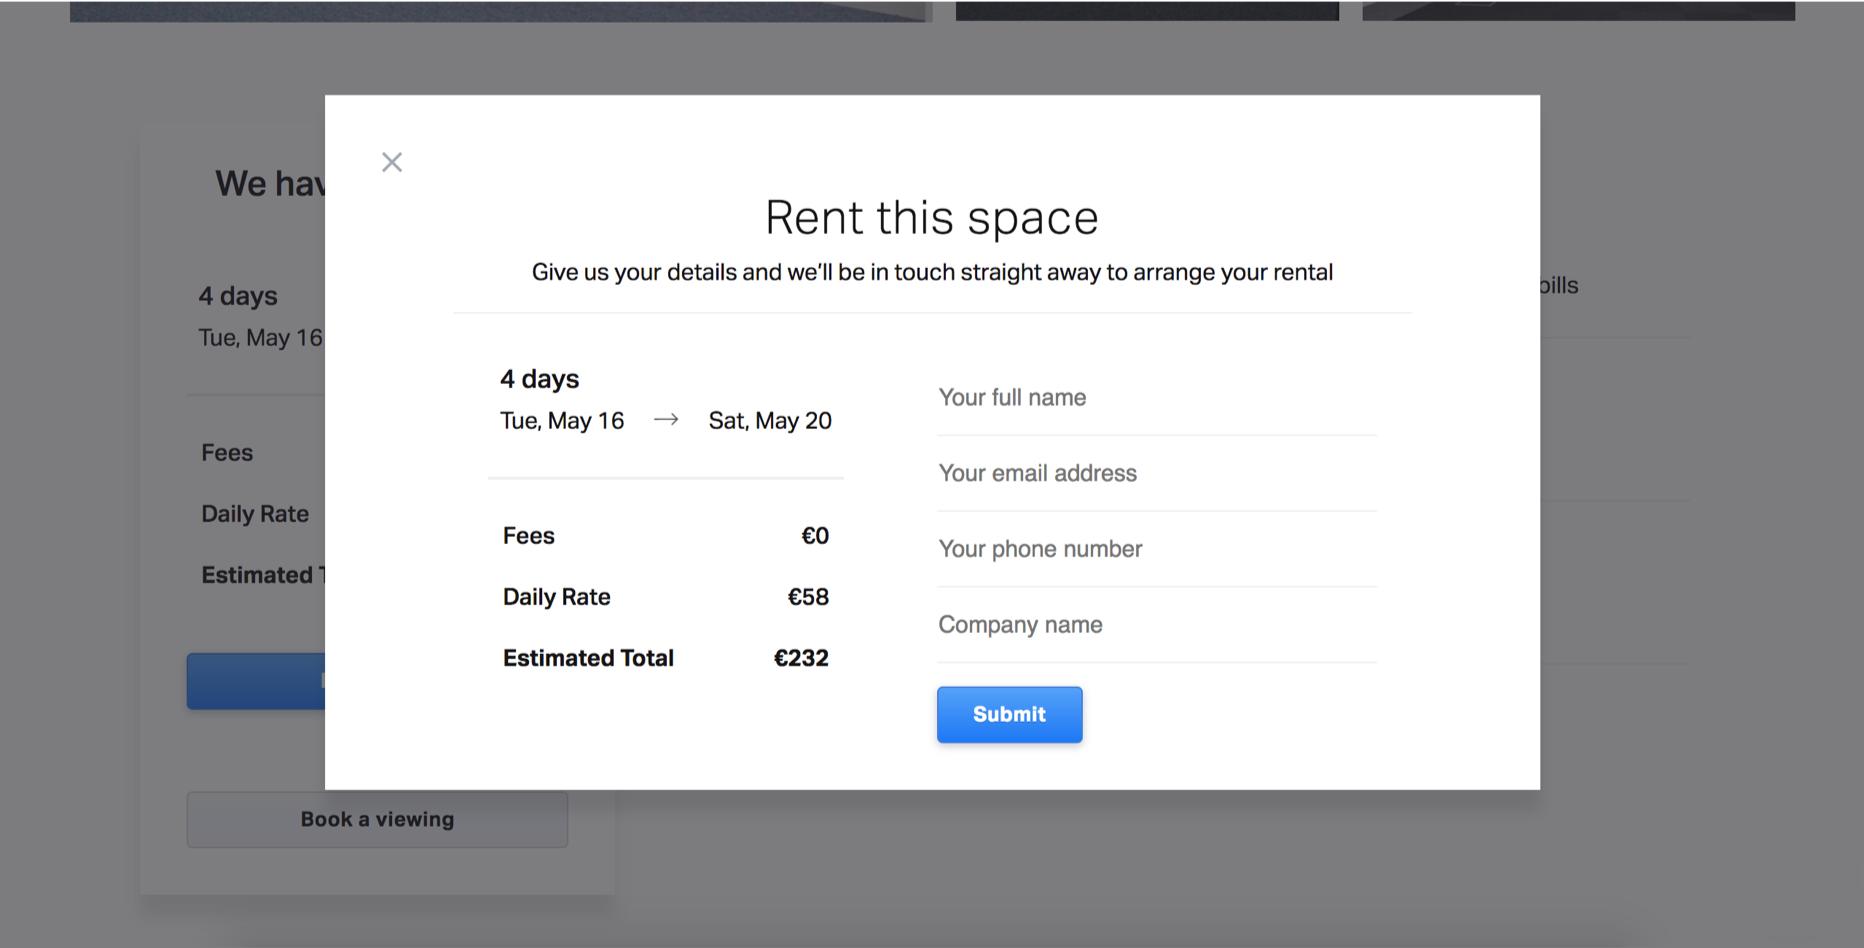 Rent this space
Give us your details and we'll be in touch straight away to arrange your rental
4 days
Tue, May 16 → Sat, May 20
Fees €0
Daily Rate €58
Estimated Total €232
Your full name
Your email address
Your phone number
Company name
Submit
We hav
4 days
Tue, May 16
Fees
Daily Rate
Estimated
Book a viewing
bills